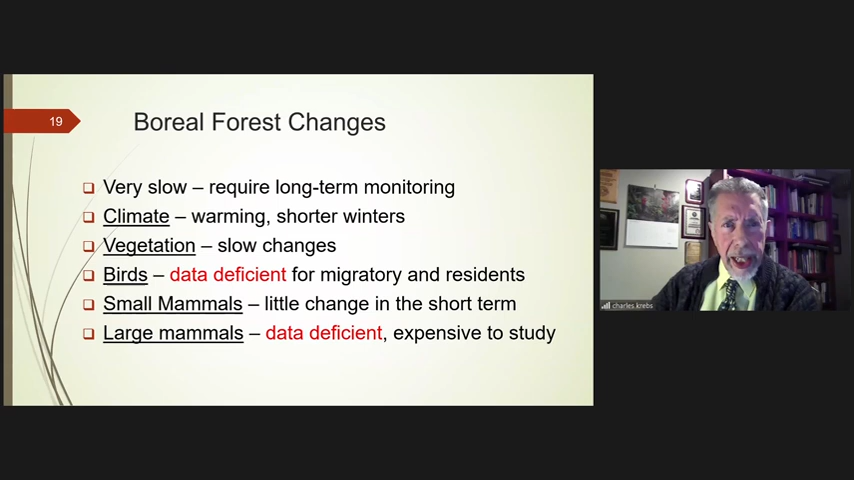 19
Boreal Forest Changes
Very slow – require long-term monitoring
Climate – warming, shorter winters
Vegetation – slow changes
Birds – data deficient for migratory and residents
Small Mammals – little change in the short term
Large mammals – data deficient, expensive to study
charles.krebs